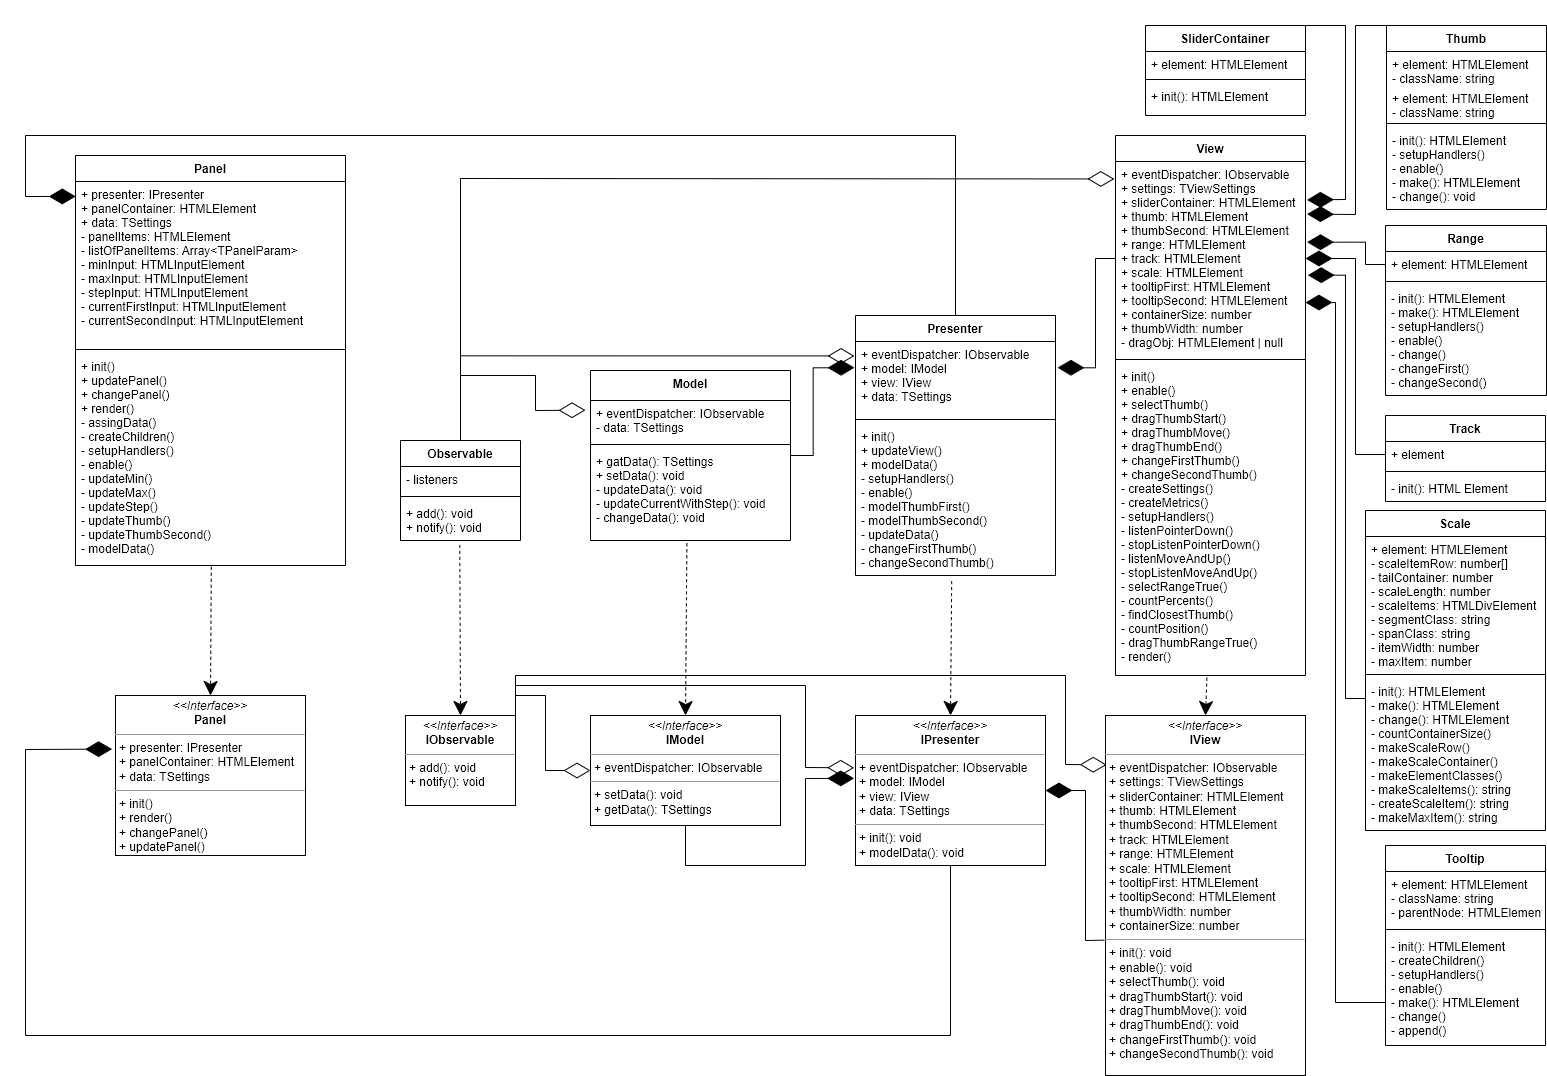 SliderContainer
+ element: HTMLElement
+ init(): HTMLElement
Thumb
+ element: HTMLElement
- className: string
+ element: HTMLElement
- className: string
- init(): HTMLElement
- setupHandlers()
- enable()
- make(): HTMLElement
- change(): void
Panel
+ presenter: IPresenter
+ panelContainer: HTMLElement
+ data: TSettings
- panelItems: HTMLElement
- listOfPanelItems: Array<TPanelParam>
- minInput: HTMLInputElement
- maxInput: HTMLInputElement
- stepInput: HTMLInputElement
- currentFirstInput: HTMLInputElement
- currentSecondInput: HTMLInputElement
+ init()
+ updatePanel()
+ changePanel()
+ render()
- assingData()
- createChildren()
- setupHandlers()
- enable()
- updateMin()
- updateMax()
- updateStep()
- updateThumb()
- updateThumbSecond()
- modelData()
Observable
- listeners
+ add(): void
+ notify(): void
Model
+ eventDispatcher: IObservable
- data: TSettings
+ gatData(): TSettings
+ setData(): void
- updateData(): void
- updateCurrentWithStep(): void
- changeData(): void
Presenter
+ eventDispatcher: IObservable
+ model: IModel
+ view: IView
+ data: TSettings
+ init()
+ updateView()
+ modelData()
- setupHandlers()
- enable()
- modelThumbFirst()
- modelThumbSecond()
- updateData()
- changeFirstThumb()
- changeSecondThumb()
View
+ eventDispatcher: IObservable
+ settings: TViewSettings
+ sliderContainer: HTMLElement
+ thumb: HTMLElement
+ thumbSecond: HTMLElement
+ range: HTMLElement
+ track: HTMLElement
+ scale: HTMLElement
+ tooltipFirst: HTMLElement
+ tooltipSecond: HTMLElement
+ containerSize: number
+ thumbWidth: number
- dragObj: HTMLElement | null
+ init()
+ enable()
+ selectThumb()
+ dragThumbStart()
+ dragThumbMove()
+ dragThumbEnd()
+ changeFirstThumb()
+ changeSecondThumb()
- createSettings()
- createMetrics()
- setupHandlers()
- listenPointerDown()
- stopListenPointerDown()
- listenMoveAndUp()
- stopListenMoveAndUp()
- selectRangeTrue()
- countPercents()
- findClosestThumb()
- countPosition()
- dragThumbRangeTrue()
- render()
Range
+ element: HTMLElement
- init(): HTMLElement
- make(): HTMLElement
- setupHandlers()
- enable()
- change()
- changeFirst()
- changeSecond()
Track
+ element
- init(): HTML Element
Scale
+ element: HTMLElement
- scaleItemRow: number[]
- tailContainer: number
- scaleLength: number
- scaleItems: HTMLDivElement
- segmentClass: string
- spanClass: string
- itemWidth: number
- maxItem: number
- init(): HTMLElement
- make(): HTMLElement
- change(): HTMLElement
- countContainerSize()
- makeScaleRow()
- makeScaleContainer()
- makeElementClasses()
- makeScaleItems(): string
- createScaleItem(): string
- makeMaxItem(): string
Tooltip
+ element: HTMLElement
- className: string
- parentNode: HTMLElemen
- init(): HTMLElement
- createChildren()
- setupHandlers()
- enable()
- make(): HTMLElement
- change()
- append()
<<Interface>>
Panel
+ presenter: IPresenter
+ panelContainer: HTMLElement
+ data: TSettings
+ init()
+ render()
+ changePanel()
+ updatePanel()
<<Interface>>
IObservable
+ add(): void
+ notify(): void
<<Interface>>
IModel
+ eventDispatcher: IObservable
+ setData(): void
+ getData(): TSettings
<<Interface>>
IPresenter
+ eventDispatcher: IObservable
+ model: IModel
+ view: IView
+ data: TSettings
+ init(): void
+ modelData(): void
<<Interface>>
IView
+ eventDispatcher: IObservable
+ settings: TViewSettings
+ sliderContainer: HTMLElement
+ thumb: HTMLElement
+ thumbSecond: HTMLElement
+ track: HTMLElement
+ range: HTMLElement
+ scale: HTMLElement
+ tooltipFirst: HTMLElement
+ tooltipSecond: HTMLElement
+ thumbWidth: number
+ containerSize: number
+ init(): void
+ enable(): void
+ selectThumb(): void
+ dragThumbStart(): void
+ dragThumbMove(): void
+ dragThumbEnd(): void
+ changeFirstThumb(): void
+ changeSecondThumb(): void